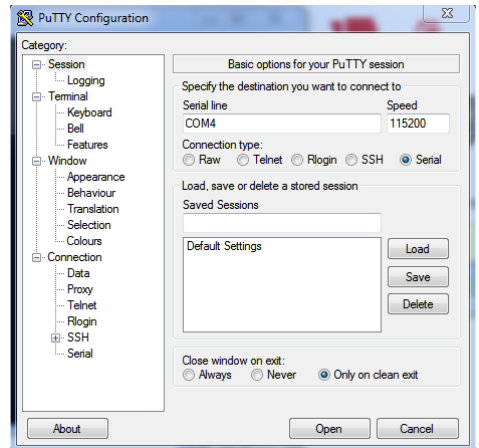 PuTTY Configuration
Category:
Session
Logging
Terminal
Keyboard
Bell
Features
Window
Appearance
Behaviour
Translation
Selection
Colours
Connection
Data
Proxy
Telnet
Rlogin
SSH
Serial
Basic options for your PuTTY session
Specify the destination you want to connect to
Serial line Speed
COM4 115200
Connection type:
Raw Telnet Rlogin SSH Serial
Load, save or delete a stored session
Saved Sessions
Default Settings
Load
Save
Delete
Close window on exit:
Always Never Only on clean exit
About Open Cancel